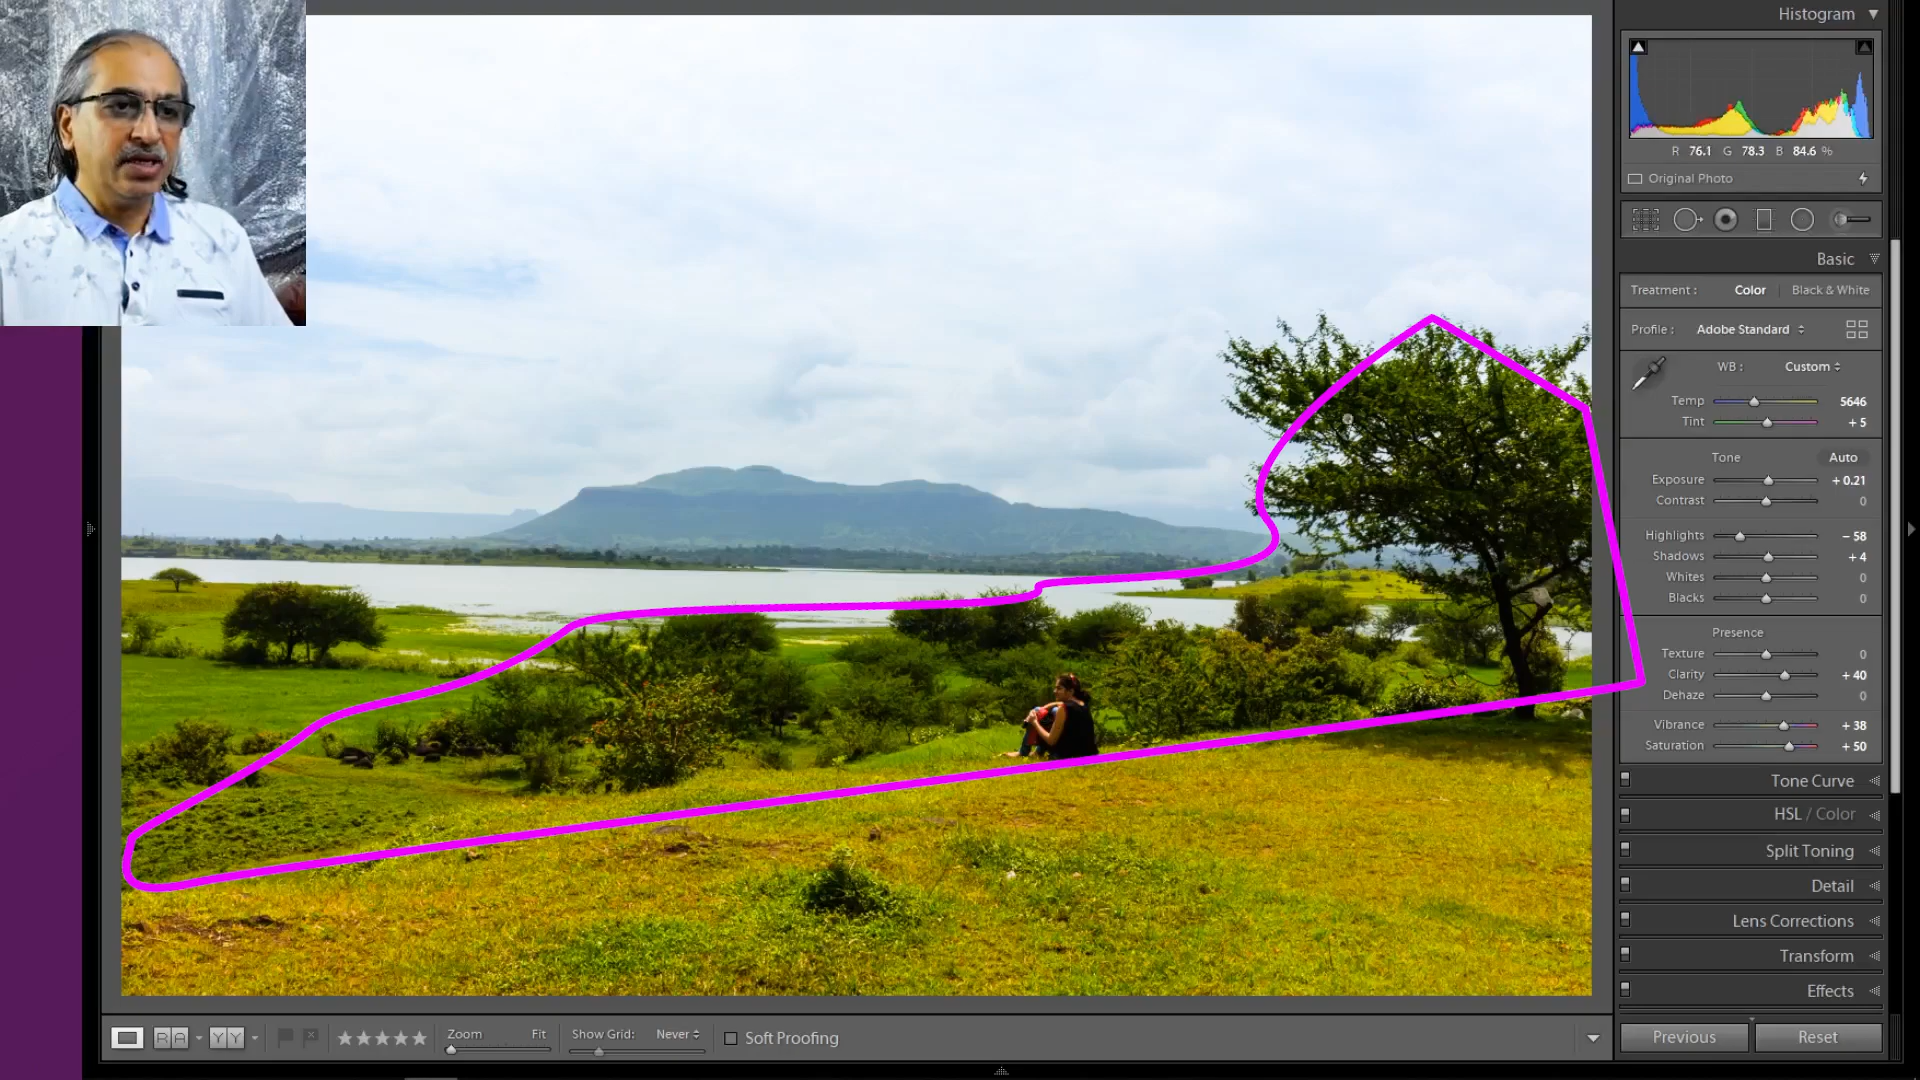 Histogram
R 76.1 G 78.3 B 84.6 %
Original Photo
Basic
Treatment : Color Black & White
Profile : Adobe Standard
WB : Custom
Temp 5646
Tint + 5
Tone Auto
Exposure + 0.21
Contrast 0
Highlights – 58
Shadows + 4
Whites 0
Blacks 0
Presence
Texture 0
Clarity + 40
Dehaze 0
Vibrance + 38
Saturation + 50
Tone Curve
HSL / Color
Split Toning
Detail
Lens Corrections
Transform
Effects
R A Y Y Zoom Fit Show Grid: Never Soft Proofing
Previous Reset